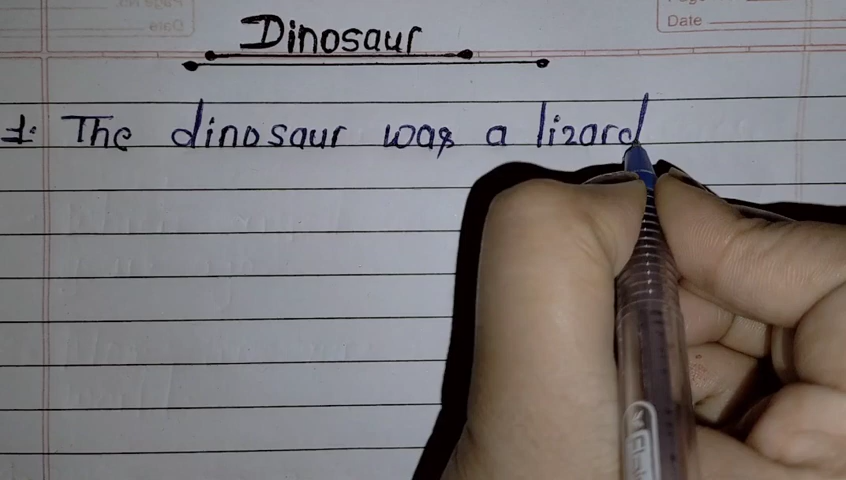 Date
Dinosaur
1. The dinosaur was a lizard